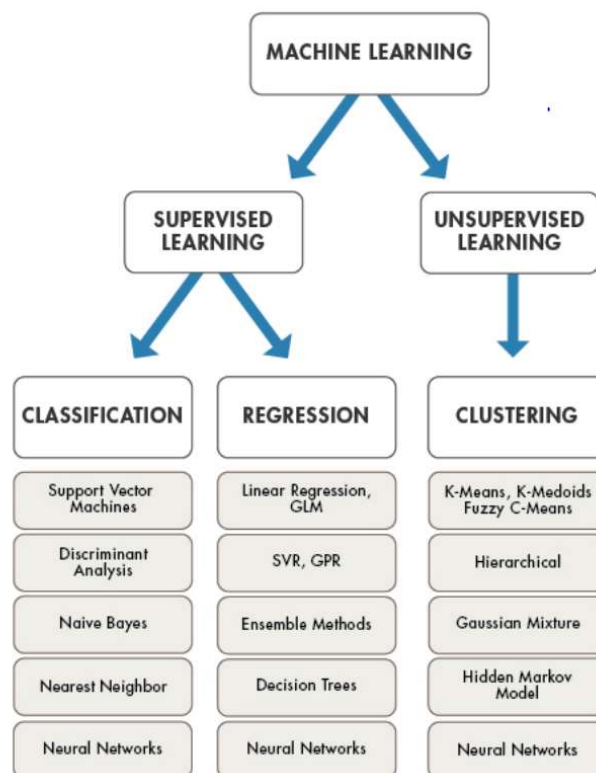 MACHINE LEARNING
SUPERVISED
LEARNING
UNSUPERVISED
LEARNING
CLASSIFICATION
Support Vector
Machines
Discriminant
Analysis
Naive Bayes
Nearest Neighbor
Neural Networks
REGRESSION
Linear Regression,
GLM
SVR, GPR
Ensemble Methods
Decision Trees
Neural Networks
CLUSTERING
K-Means, K-Medoids
Fuzzy C-Means
Hierarchical
Gaussian Mixture
Hidden Markov
Model
Neural Networks